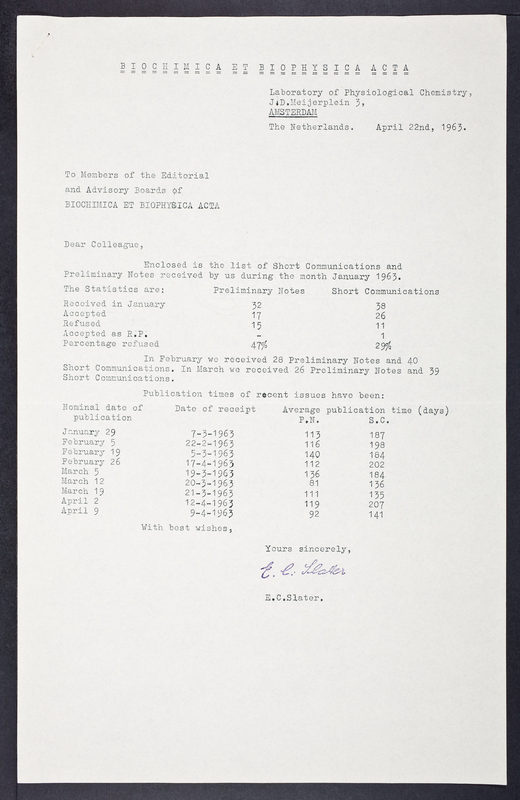 BIOCHIMICA ET BIOPHYSICA ACTA
Laboratory of Physiological Chemistry,
J.D.Meijerplein 3,
AMSTERDAM
The Netherlands. April 22nd, 1963.
To Members of the Editorial
and Advisory Boards of
BIOCHIMICA ET BIOPHYSICA ACTA
Dear Colleague,
Enclosed is the list of Short Communications and
Preliminary Notes received by us during the month January 1963.
The Statistics are: Preliminary Notes Short Communications
Received in January 32 38
Accepted 17 26
Refused 15 11
Accepted as R.P. - 1
Percentage refused 47% 29%
In February we received 28 Preliminary Notes and 40
Short Communications. In March we received 26 Preliminary Notes and 39
Short Communications.
Publication times of recent issues have been:
Nominal date of Date of receipt Average publication time (days)
publication P.N. S.C.
January 29 7-3-1963 113 187
February 5 22-2-1963 116 198
February 19 5-3-1963 140 184
February 26 17-4-1963 112 202
March 5 19-3-1963 136 184
March 12 20-3-1963 81 136
March 19 21-3-1963 111 135
April 2 12-4-1963 119 207
April 9 9-4-1963 92 141
With best wishes,
Yours sincerely,
E. C. Slater
E.C.Slater.